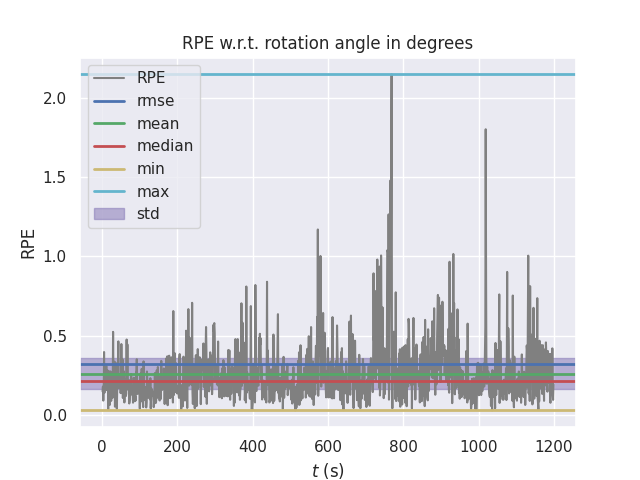 RPE w.r.t. rotation angle in degrees
RPE
rmse
mean
median
min
max
std
2.0
1.5
1.0
0.5
0.0
RPE
0 200 400 600 800 1000 1200
t (s)